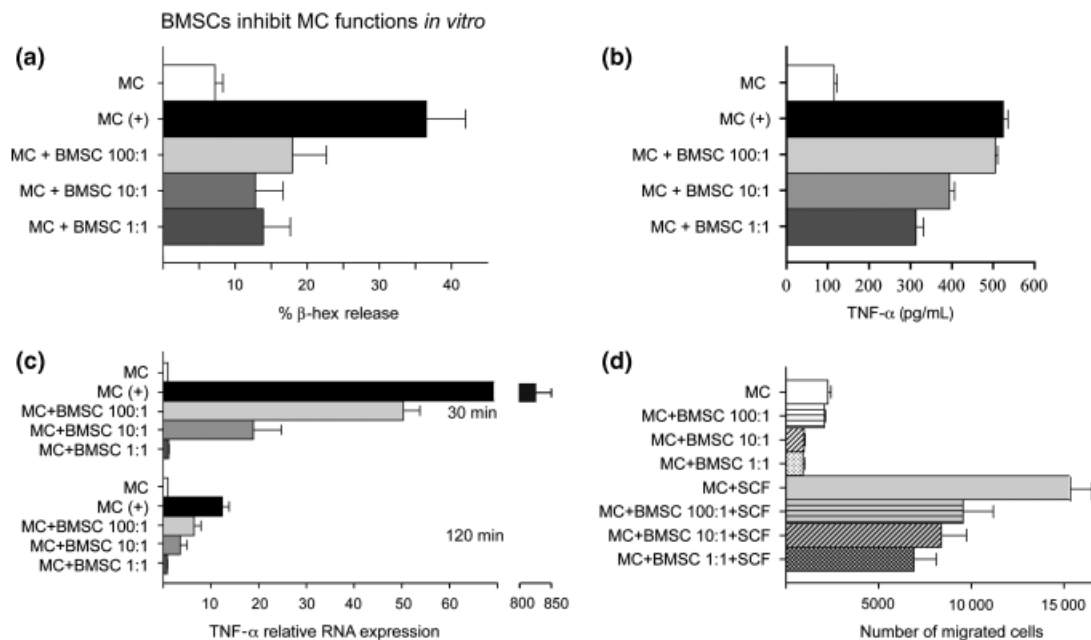 BMSCs inhibit MC functions in vitro
(a)
MC
MC (+)
MC + BMSC 100:1
MC + BMSC 10:1
MC + BMSC 1:1
10 20 30 40
% β-hex release
(b)
MC
MC (+)
MC + BMSC 100:1
MC + BMSC 10:1
MC + BMSC 1:1
0 100 200 300 400 500 600
TNF-α (pg/mL)
(c)
MC
MC (+)
MC+BMSC 100:1
MC+BMSC 10:1
MC+BMSC 1:1
30 min
MC
MC (+)
MC+BMSC 100:1
MC+BMSC 10:1
MC+BMSC 1:1
120 min
10 20 30 40 50 60 70 800 850
TNF-α relative RNA expression
(d)
MC
MC+BMSC 100:1
MC+BMSC 10:1
MC+BMSC 1:1
MC+SCF
MC+BMSC 100:1+SCF
MC+BMSC 10:1+SCF
MC+BMSC 1:1+SCF
5000 10 000 15 000
Number of migrated cells